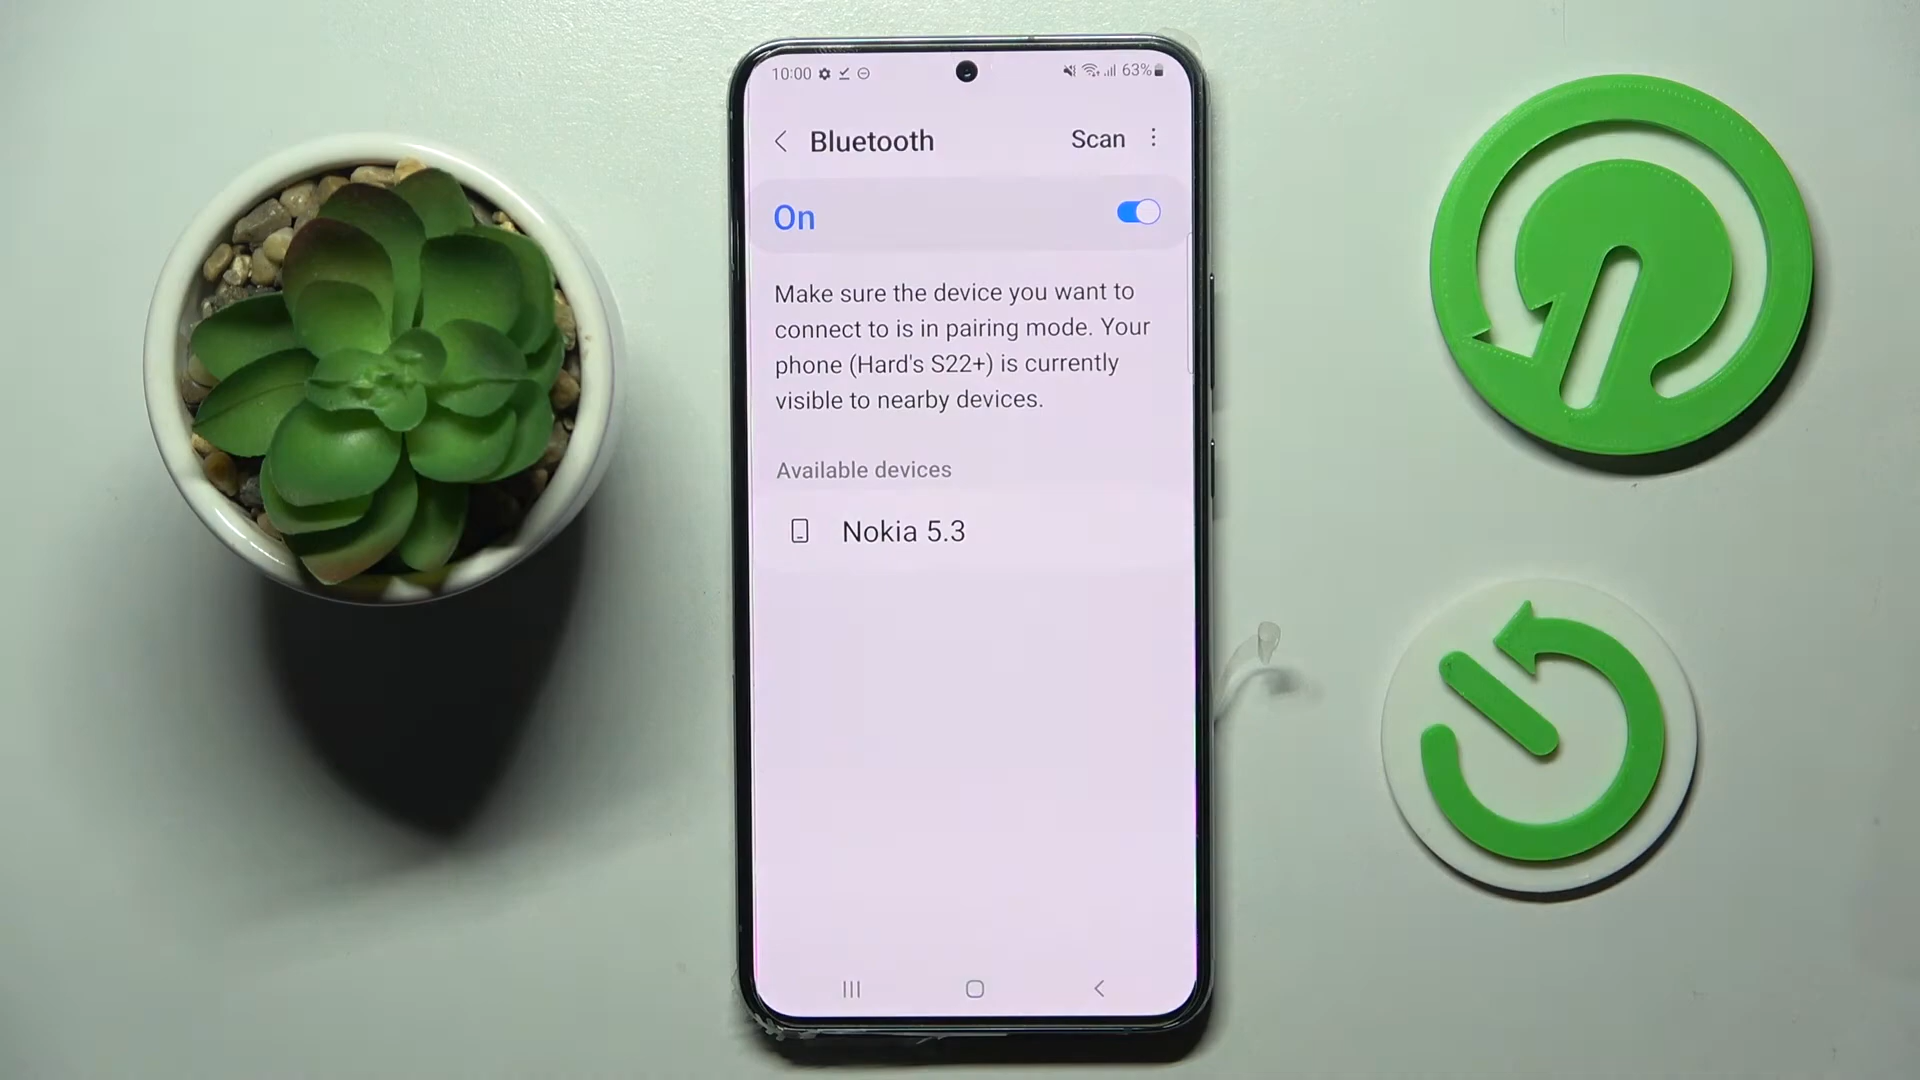 10:00 63%
Bluetooth Scan
On
Make sure the device you want to
connect to is in pairing mode. Your
phone (Hard's S22+) is currently
visible to nearby devices.
Available devices
Nokia 5.3